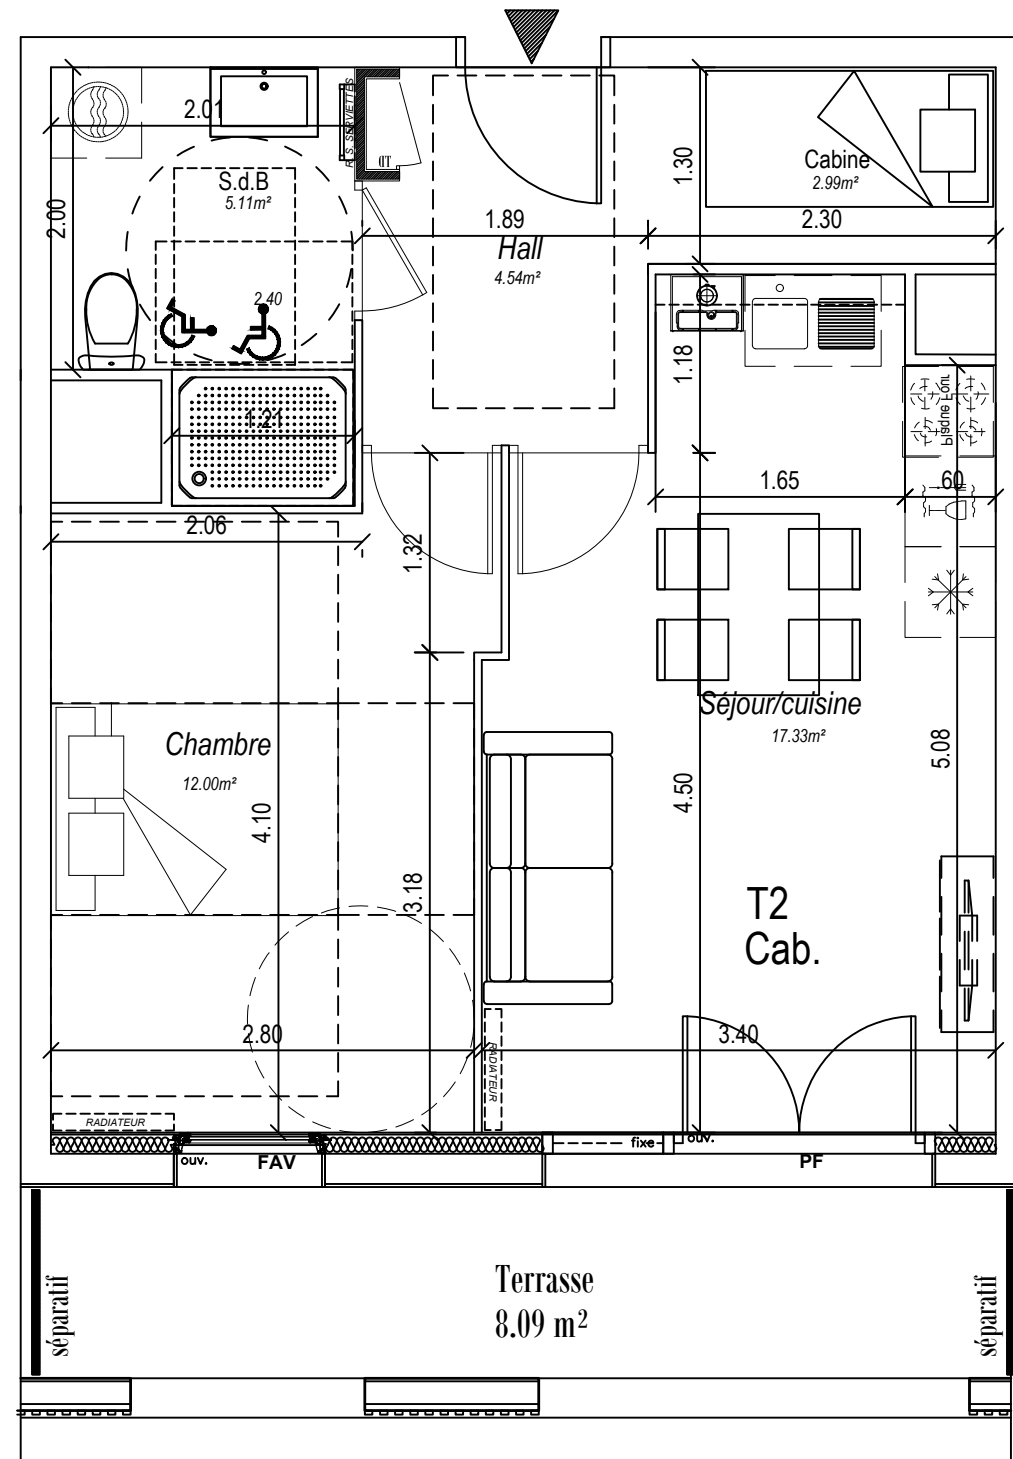 2.01
R. S. SERVIETTES
S.d.B
5.11m²
2.00
2.40
1.21
1.89
Hall
4.54m²
1.30
Cabine
2.99m²
2.30
1.18
1.65
.60
2.06
1.32
Séjour/cuisine
17.33m²
Chambre
12.00m²
4.10
3.18
4.50
5.08
T2
Cab.
2.80
3.40
RADIATEUR
RADIATEUR
ouv.
FAV
fixe
ouv.
PF
séparatif
Terrasse
8.09 m²
séparatif